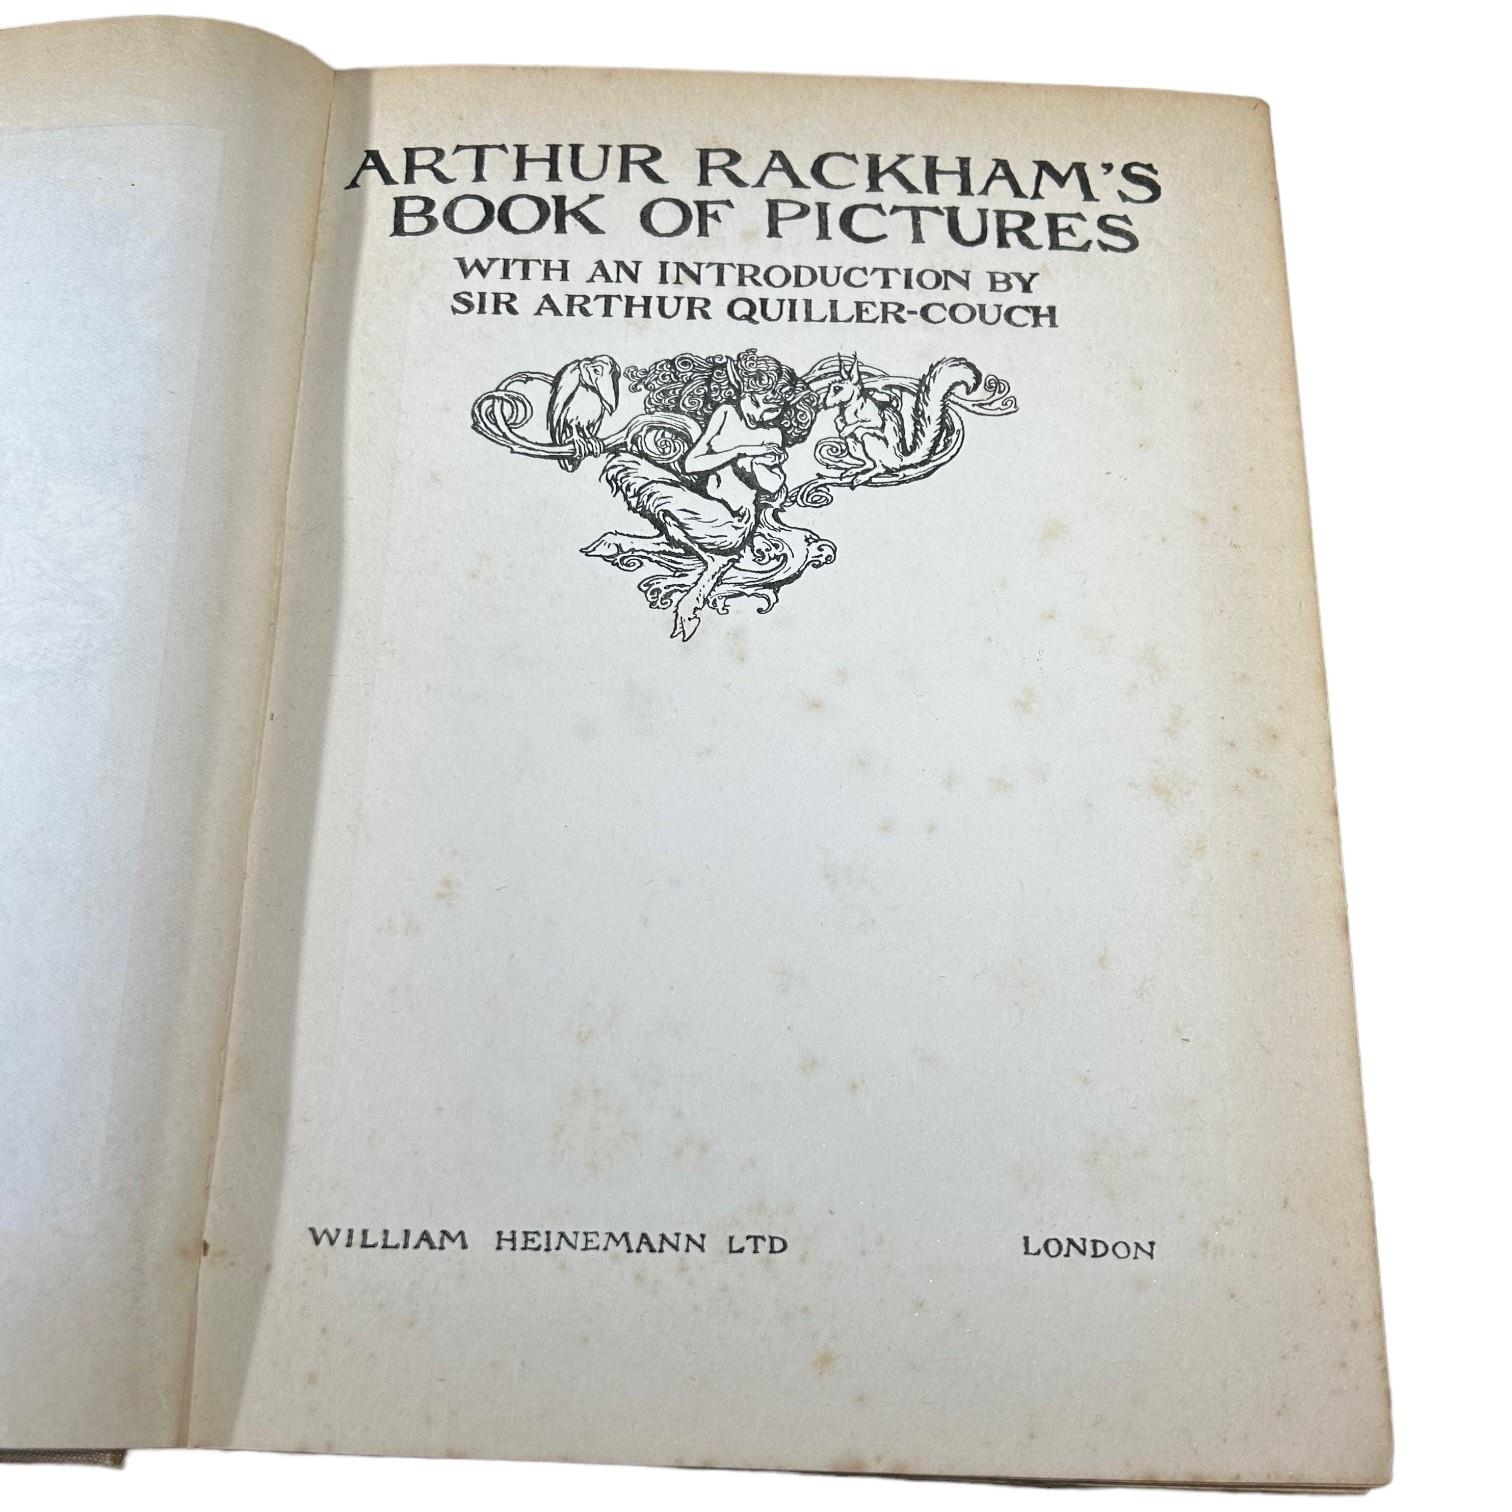 ARTHUR RACKHAM'S
BOOK OF PICTURES
WITH AN INTRODUCTION BY
SIR ARTHUR QUILLER-COUCH
WILLIAM HEINEMANN LTD LONDON